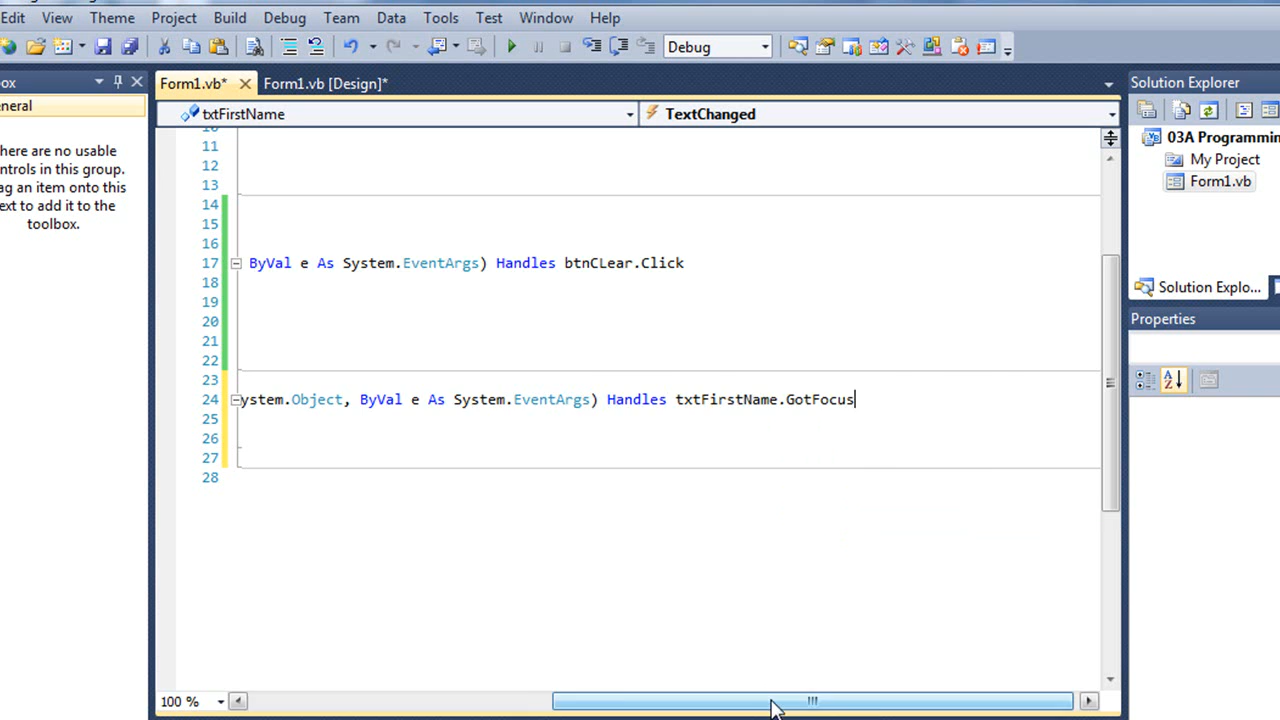 Edit View Theme Project Build Debug Team Data Tools Test Window Help
Debug
ox
Form1.vb* Form1.vb [Design]*
Solution Explorer
eneral
txtFirstName
TextChanged
here are no usable
ntrols in this group.
ag an item onto this
ext to add it to the
toolbox.
03A Programmin
My Project
Form1.vb
11
12
13
14
15
16
17 ByVal e As System.EventArgs) Handles btnCLear.Click
18
19
20
21
22
23
24 ystem.Object, ByVal e As System.EventArgs) Handles txtFirstName.GotFocus
25
26
27
28
Solution Explo...
Properties
100 %